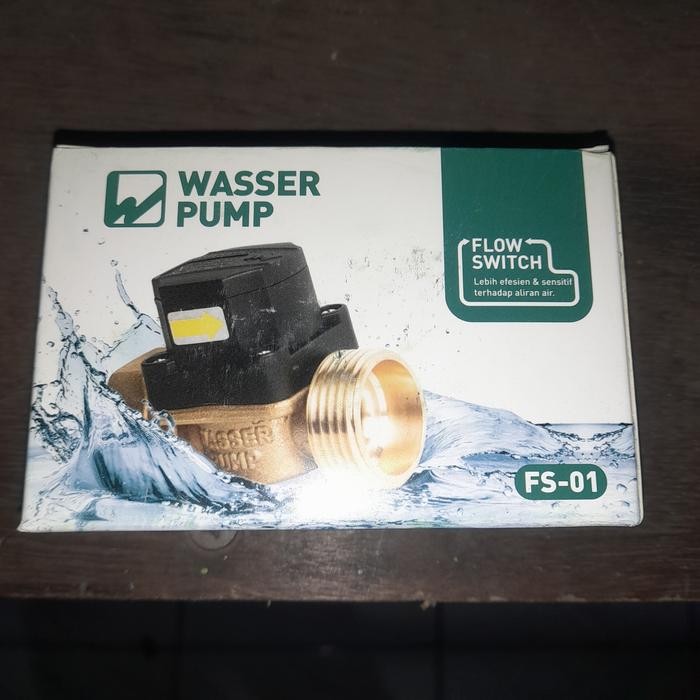 WASSER
PUMP
FLOW
SWITCH
Lebih efesien & sensitif
terhadap aliran air.
WASSER
PUMP
FS-01